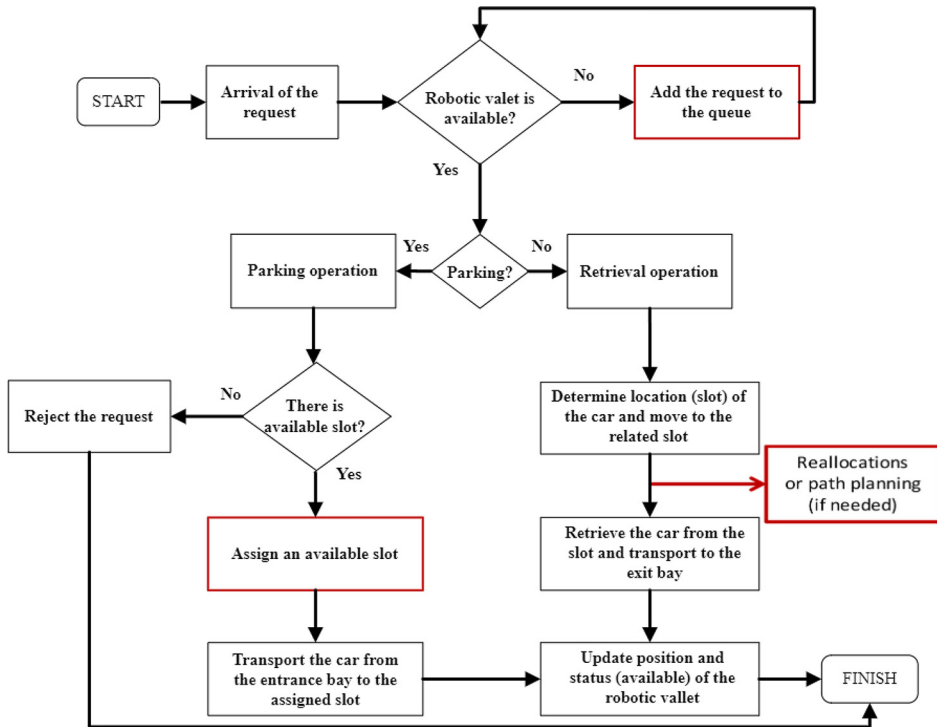 START
Arrival of the
request
Robotic valet is
available?
No
Add the request to
the queue
Yes
Parking operation
Yes
Parking?
No
Retrieval operation
Reject the request
No
There is
available slot?
Yes
Determine location (slot) of
the car and move to the
related slot
Reallocations
or path planning
(if needed)
Assign an available slot
Retrieve the car from the
slot and transport to the
exit bay
Transport the car from
the entrance bay to the
assigned slot
Update position and
status (available) of the
robotic vallet
FINISH